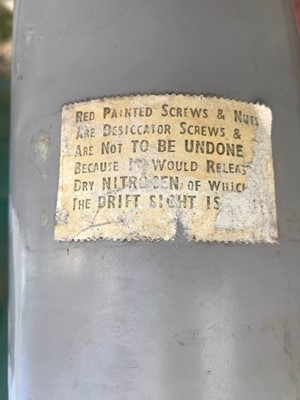 RED PAINTED SCREWS & NUTS
ARE DESICCATOR SCREWS &
ARE NOT TO BE UNDONE
BECAUSE IT WOULD RELEAS
DRY NITROGEN, OF WHICH
THE DRIFT SIGHT IS